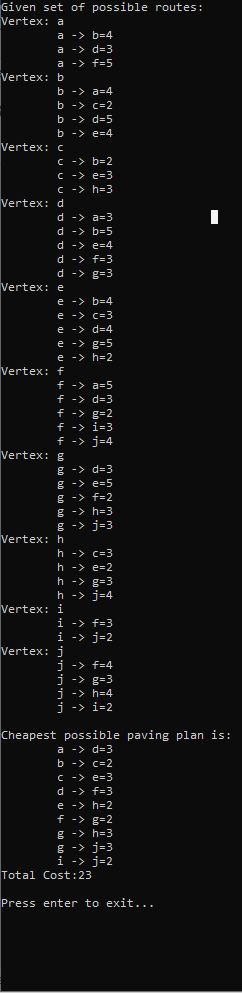 Given set of possible routes:
Vertex: a
a -> b=4
a -> d=3
a -> f=5
Vertex: b
b -> a=4
b -> c=2
b -> d=5
b -> e=4
Vertex: c
c -> b=2
c -> e=3
c -> h=3
Vertex: d
d -> a=3
d -> b=5
d -> e=4
d -> f=3
d -> g=3
Vertex: e
e -> b=4
e -> c=3
e -> d=4
e -> g=5
e -> h=2
Vertex: f
f -> a=5
f -> d=3
f -> g=2
f -> i=3
f -> j=4
Vertex: g
g -> d=3
g -> e=5
g -> f=2
g -> h=3
g -> j=3
Vertex: h
h -> c=3
h -> e=2
h -> g=3
h -> j=4
Vertex: i
i -> f=3
i -> j=2
Vertex: j
j -> f=4
j -> g=3
j -> h=4
j -> i=2
Cheapest possible paving plan is:
a -> d=3
b -> c=2
c -> e=3
d -> f=3
e -> h=2
f -> g=2
g -> h=3
g -> j=3
i -> j=2
Total Cost:23
Press enter to exit...